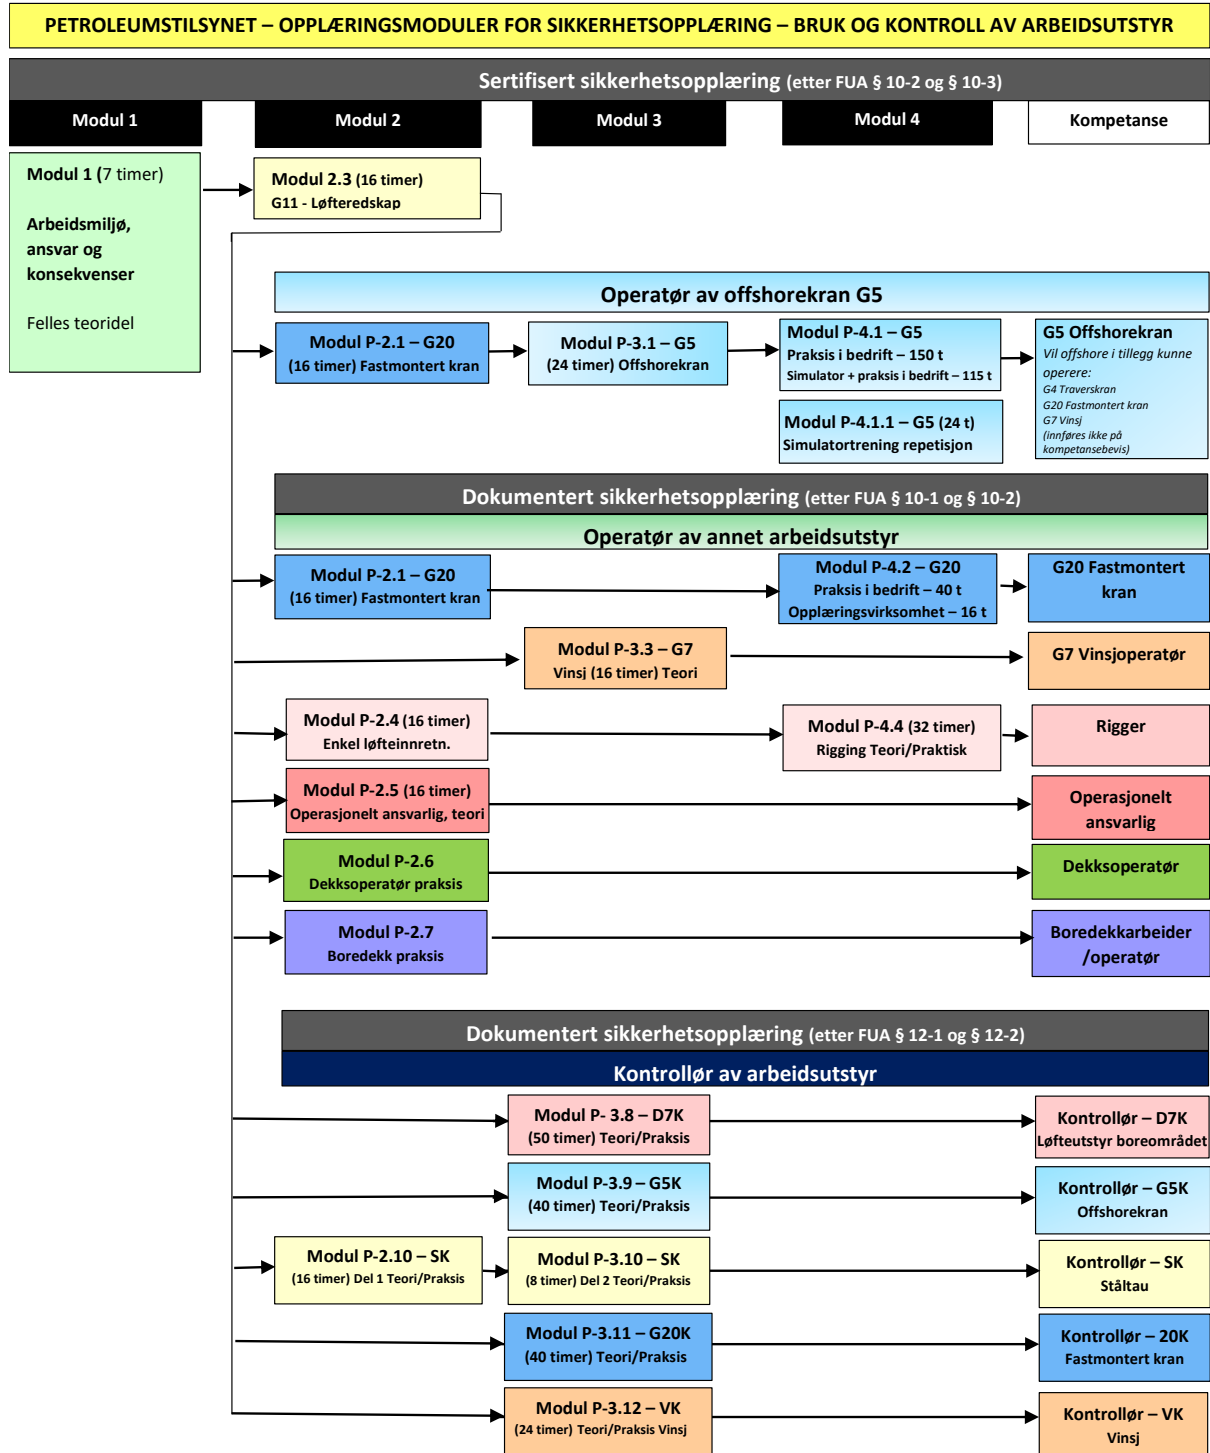 PETROLEUMSTILSYNET – OPPLÆRINGSMODULER FOR SIKKERHETSOPPLÆRING – BRUK OG KONTROLL AV ARBEIDSUTSTYR
Sertifisert sikkerhetsopplæring (etter FUA § 10-2 og § 10-3)
Modul 1
Modul 2
Modul 3
Modul 4
Kompetanse
Modul 1 (7 timer)
Arbeidsmiljø,
ansvar og
konsekvenser
Felles teoridel
Modul 2.3 (16 timer)
G11 - Løfteredskap
Operatør av offshorekran G5
Modul P-2.1 – G20
(16 timer) Fastmontert kran
Modul P-3.1 – G5
(24 timer) Offshorekran
Modul P-4.1 – G5
Praksis i bedrift – 150 t
Simulator + praksis i bedrift – 115 t
G5 Offshorekran
Vil offshore i tillegg kunne
operere:
G4 Traverskran
G20 Fastmontert kran
G7 Vinsj
(innføres ikke på
kompetansebevis)
Modul P-4.1.1 – G5 (24 t)
Simulatortrening repetisjon
Dokumentert sikkerhetsopplæring (etter FUA § 10-1 og § 10-2)
Operatør av annet arbeidsutstyr
Modul P-2.1 – G20
(16 timer) Fastmontert kran
Modul P-4.2 – G20
Praksis i bedrift – 40 t
Opplæringsvirksomhet – 16 t
G20 Fastmontert
kran
Modul P-3.3 – G7
Vinsj (16 timer) Teori
G7 Vinsjoperatør
Modul P-2.4 (16 timer)
Enkel løfteinnretn.
Modul P-4.4 (32 timer)
Rigging Teori/Praktisk
Rigger
Modul P-2.5 (16 timer)
Operasjonelt ansvarlig, teori
Operasjonelt
ansvarlig
Modul P-2.6
Dekksoperatør praksis
Dekksoperatør
Modul P-2.7
Boredekk praksis
Boredekkarbeider
/operatør
Dokumentert sikkerhetsopplæring (etter FUA § 12-1 og § 12-2)
Kontrollør av arbeidsutstyr
Modul P- 3.8 – D7K
(50 timer) Teori/Praksis
Kontrollør – D7K
Løfteutstyr boreområdet
Modul P-3.9 – G5K
(40 timer) Teori/Praksis
Kontrollør – G5K
Offshorekran
Modul P-2.10 – SK
(16 timer) Del 1 Teori/Praksis
Modul P-3.10 – SK
(8 timer) Del 2 Teori/Praksis
Kontrollør – SK
Ståltau
Modul P-3.11 – G20K
(40 timer) Teori/Praksis
Kontrollør – 20K
Fastmontert kran
Modul P-3.12 – VK
(24 timer) Teori/Praksis Vinsj
Kontrollør – VK
Vinsj